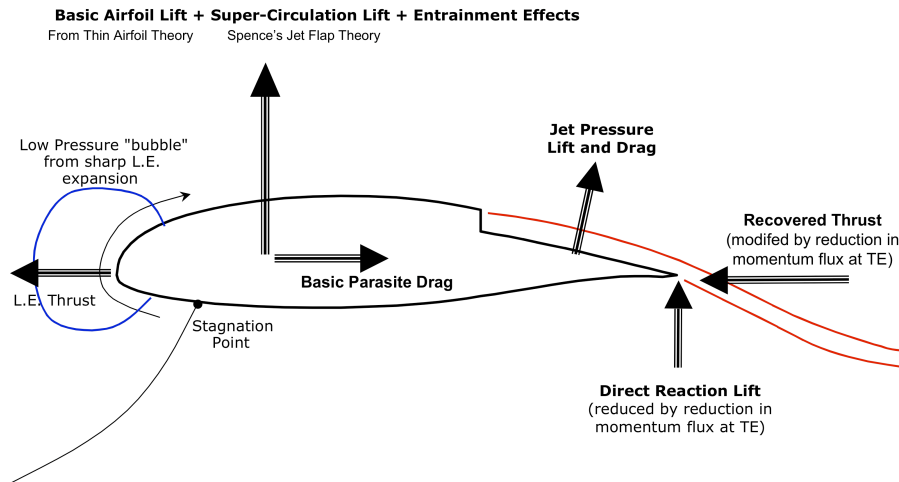 Basic Airfoil Lift + Super-Circulation Lift + Entrainment Effects
From Thin Airfoil Theory Spence's Jet Flap Theory
Low Pressure "bubble"
from sharp L.E.
expansion
Jet Pressure
Lift and Drag
Recovered Thrust
(modifed by reduction in
momentum flux at TE)
Basic Parasite Drag
L.E. Thrust
Stagnation
Point
Direct Reaction Lift
(reduced by reduction in
momentum flux at TE)